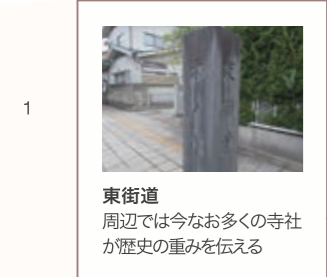 1
東街道
周辺では今なお多くの寺社
が歴史の重みを伝える